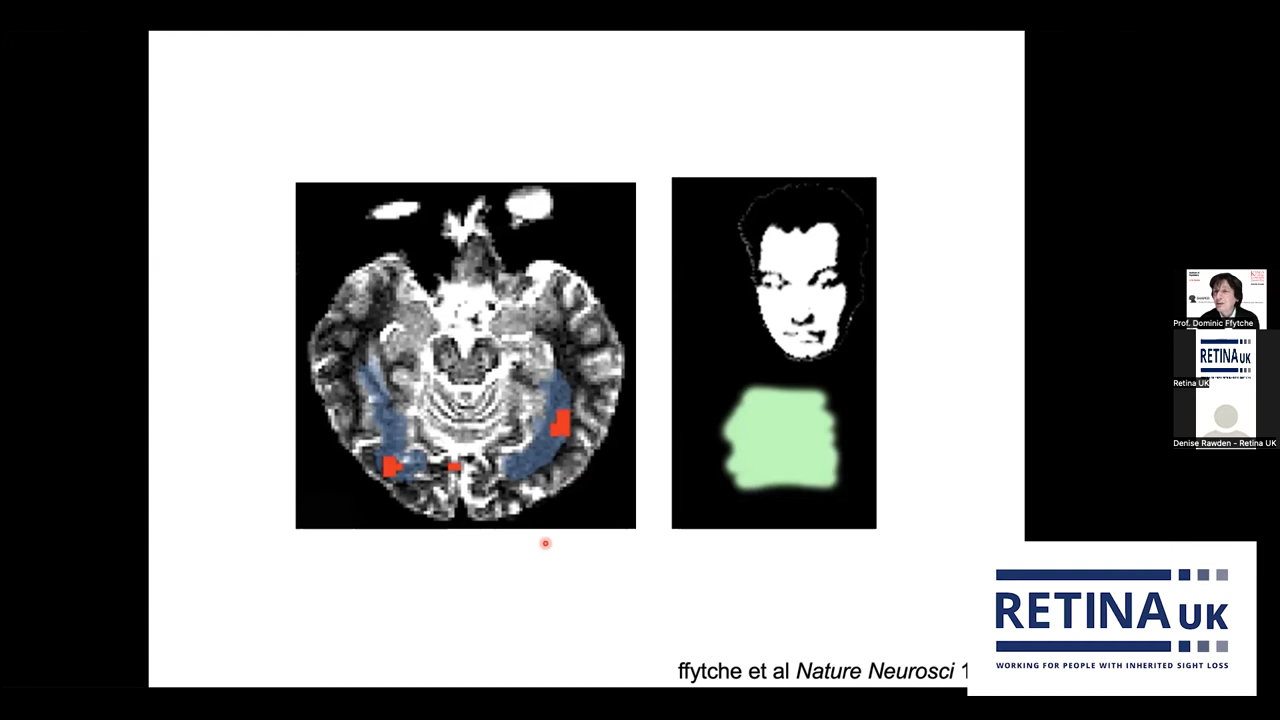 ffytche et al Nature Neurosci 1
Prof. Dominic Ffytche
RETINA UK
Retina UK
Denise Rawden - Retina UK
RETINA UK
WORKING FOR PEOPLE WITH INHERITED SIGHT LOSS